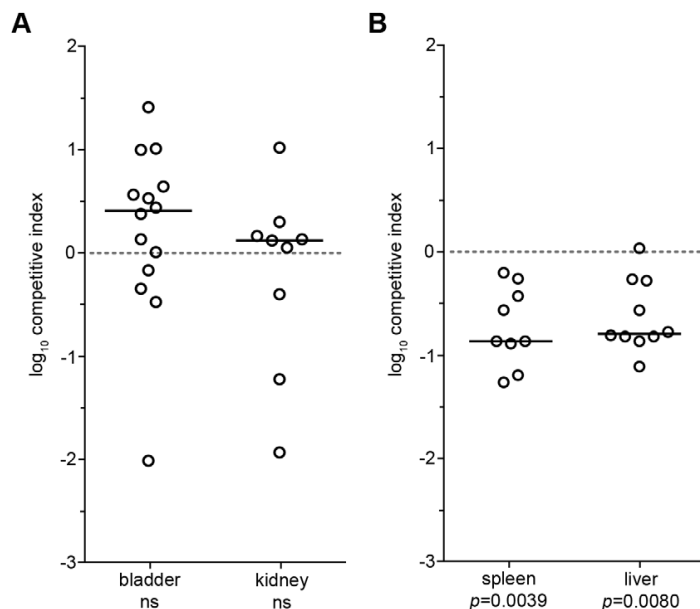 A
log10 competitive index
2
1
0
-1
-2
-3
bladder
ns
kidney
ns
B
log10 competitive index
2
1
0
-1
-2
-3
spleen
p=0.0039
liver
p=0.0080